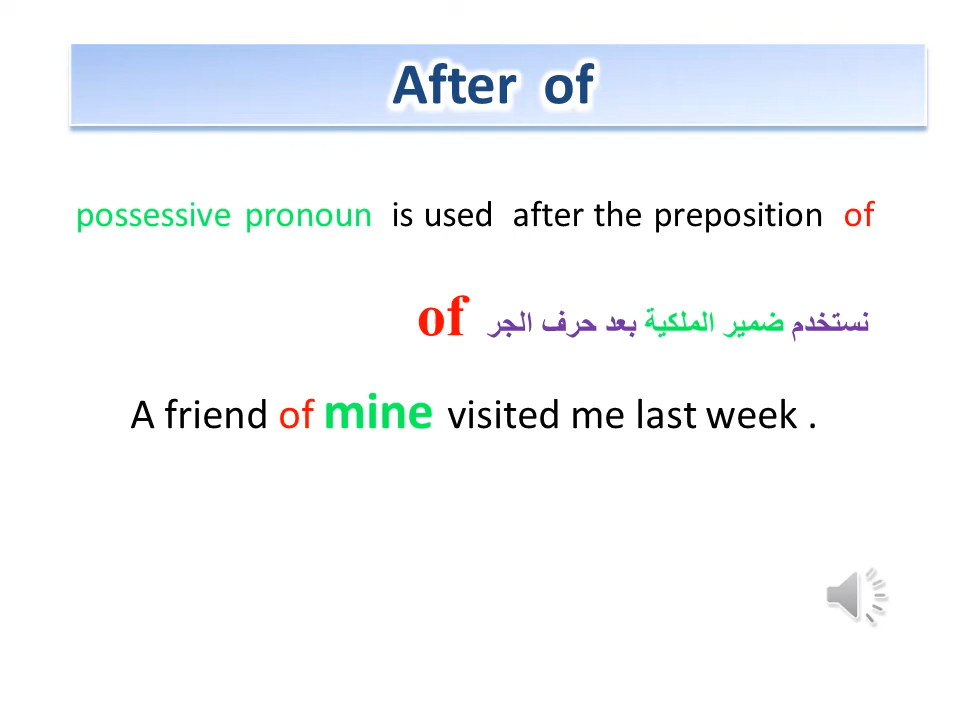 After of
possessive pronoun is used after the preposition of
نستخدم ضمير الملكية بعد حرف الجر of
A friend of mine visited me last week .